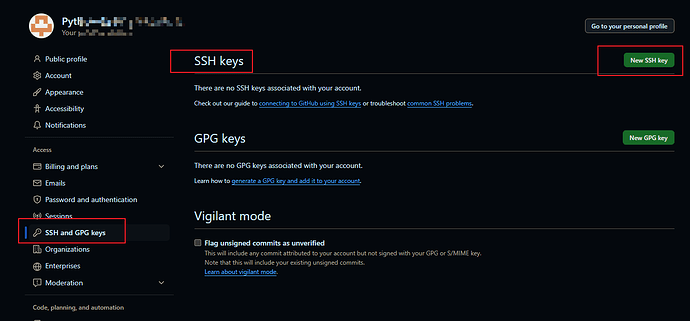 Go to your personal profile
Public profile
Account
Appearance
Accessibility
Notifications
Access
Billing and plans
Emails
Password and authentication
Sessions
SSH and GPG keys
Organizations
Enterprises
Moderation
Code, planning, and automation
SSH keys
New SSH key
There are no SSH keys associated with your account.
Check out our guide to connecting to GitHub using SSH keys or troubleshoot common SSH problems.
GPG keys
New GPG key
There are no GPG keys associated with your account.
Learn how to generate a GPG key and add it to your account.
Vigilant mode
Flag unsigned commits as unverified
This will include any commit attributed to your account but not signed with your GPG or S/MIME key.
Note that this will include your existing unsigned commits.
Learn about vigilant mode.